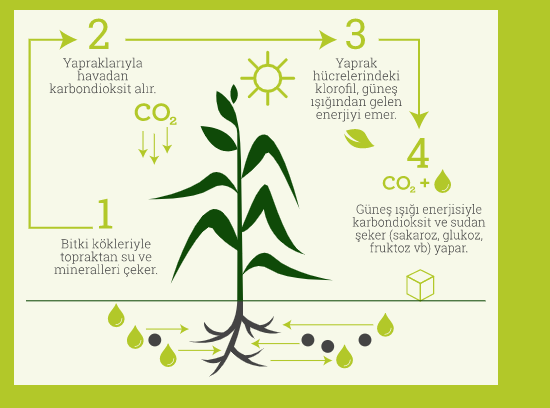 1
Bitki kökleriyle
topraktan su ve
mineralleri çeker.
2
Yapraklarıyla
havadan
karbondioksit alır.
CO₂
3
Yaprak
hücrelerindeki
klorofil, güneş
ışığından gelen
enerjiyi emer.
4
CO₂ +
Güneş ışığı enerjisiyle
karbondioksit ve sudan
şeker (sakaroz, glukoz,
fruktoz vb) yapar.